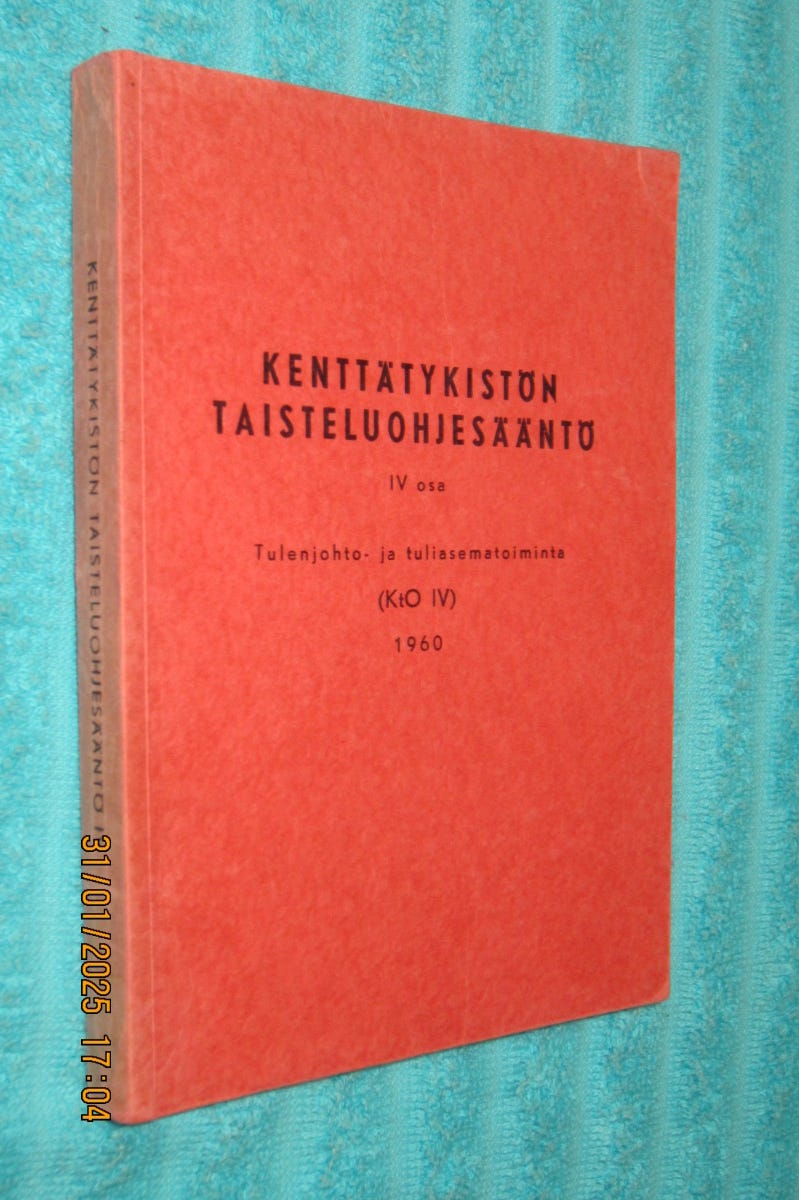 KENTTÄTYKISTÖN
TAISTELUOHJESÄÄNTÖ
IV osa
Tulenjohto- ja tuliasematoiminta
(KtO IV)
1960
KENTTÄTYKISTÖN TAISTELUOHJESÄÄNTÖ
31/01/2025 17:04